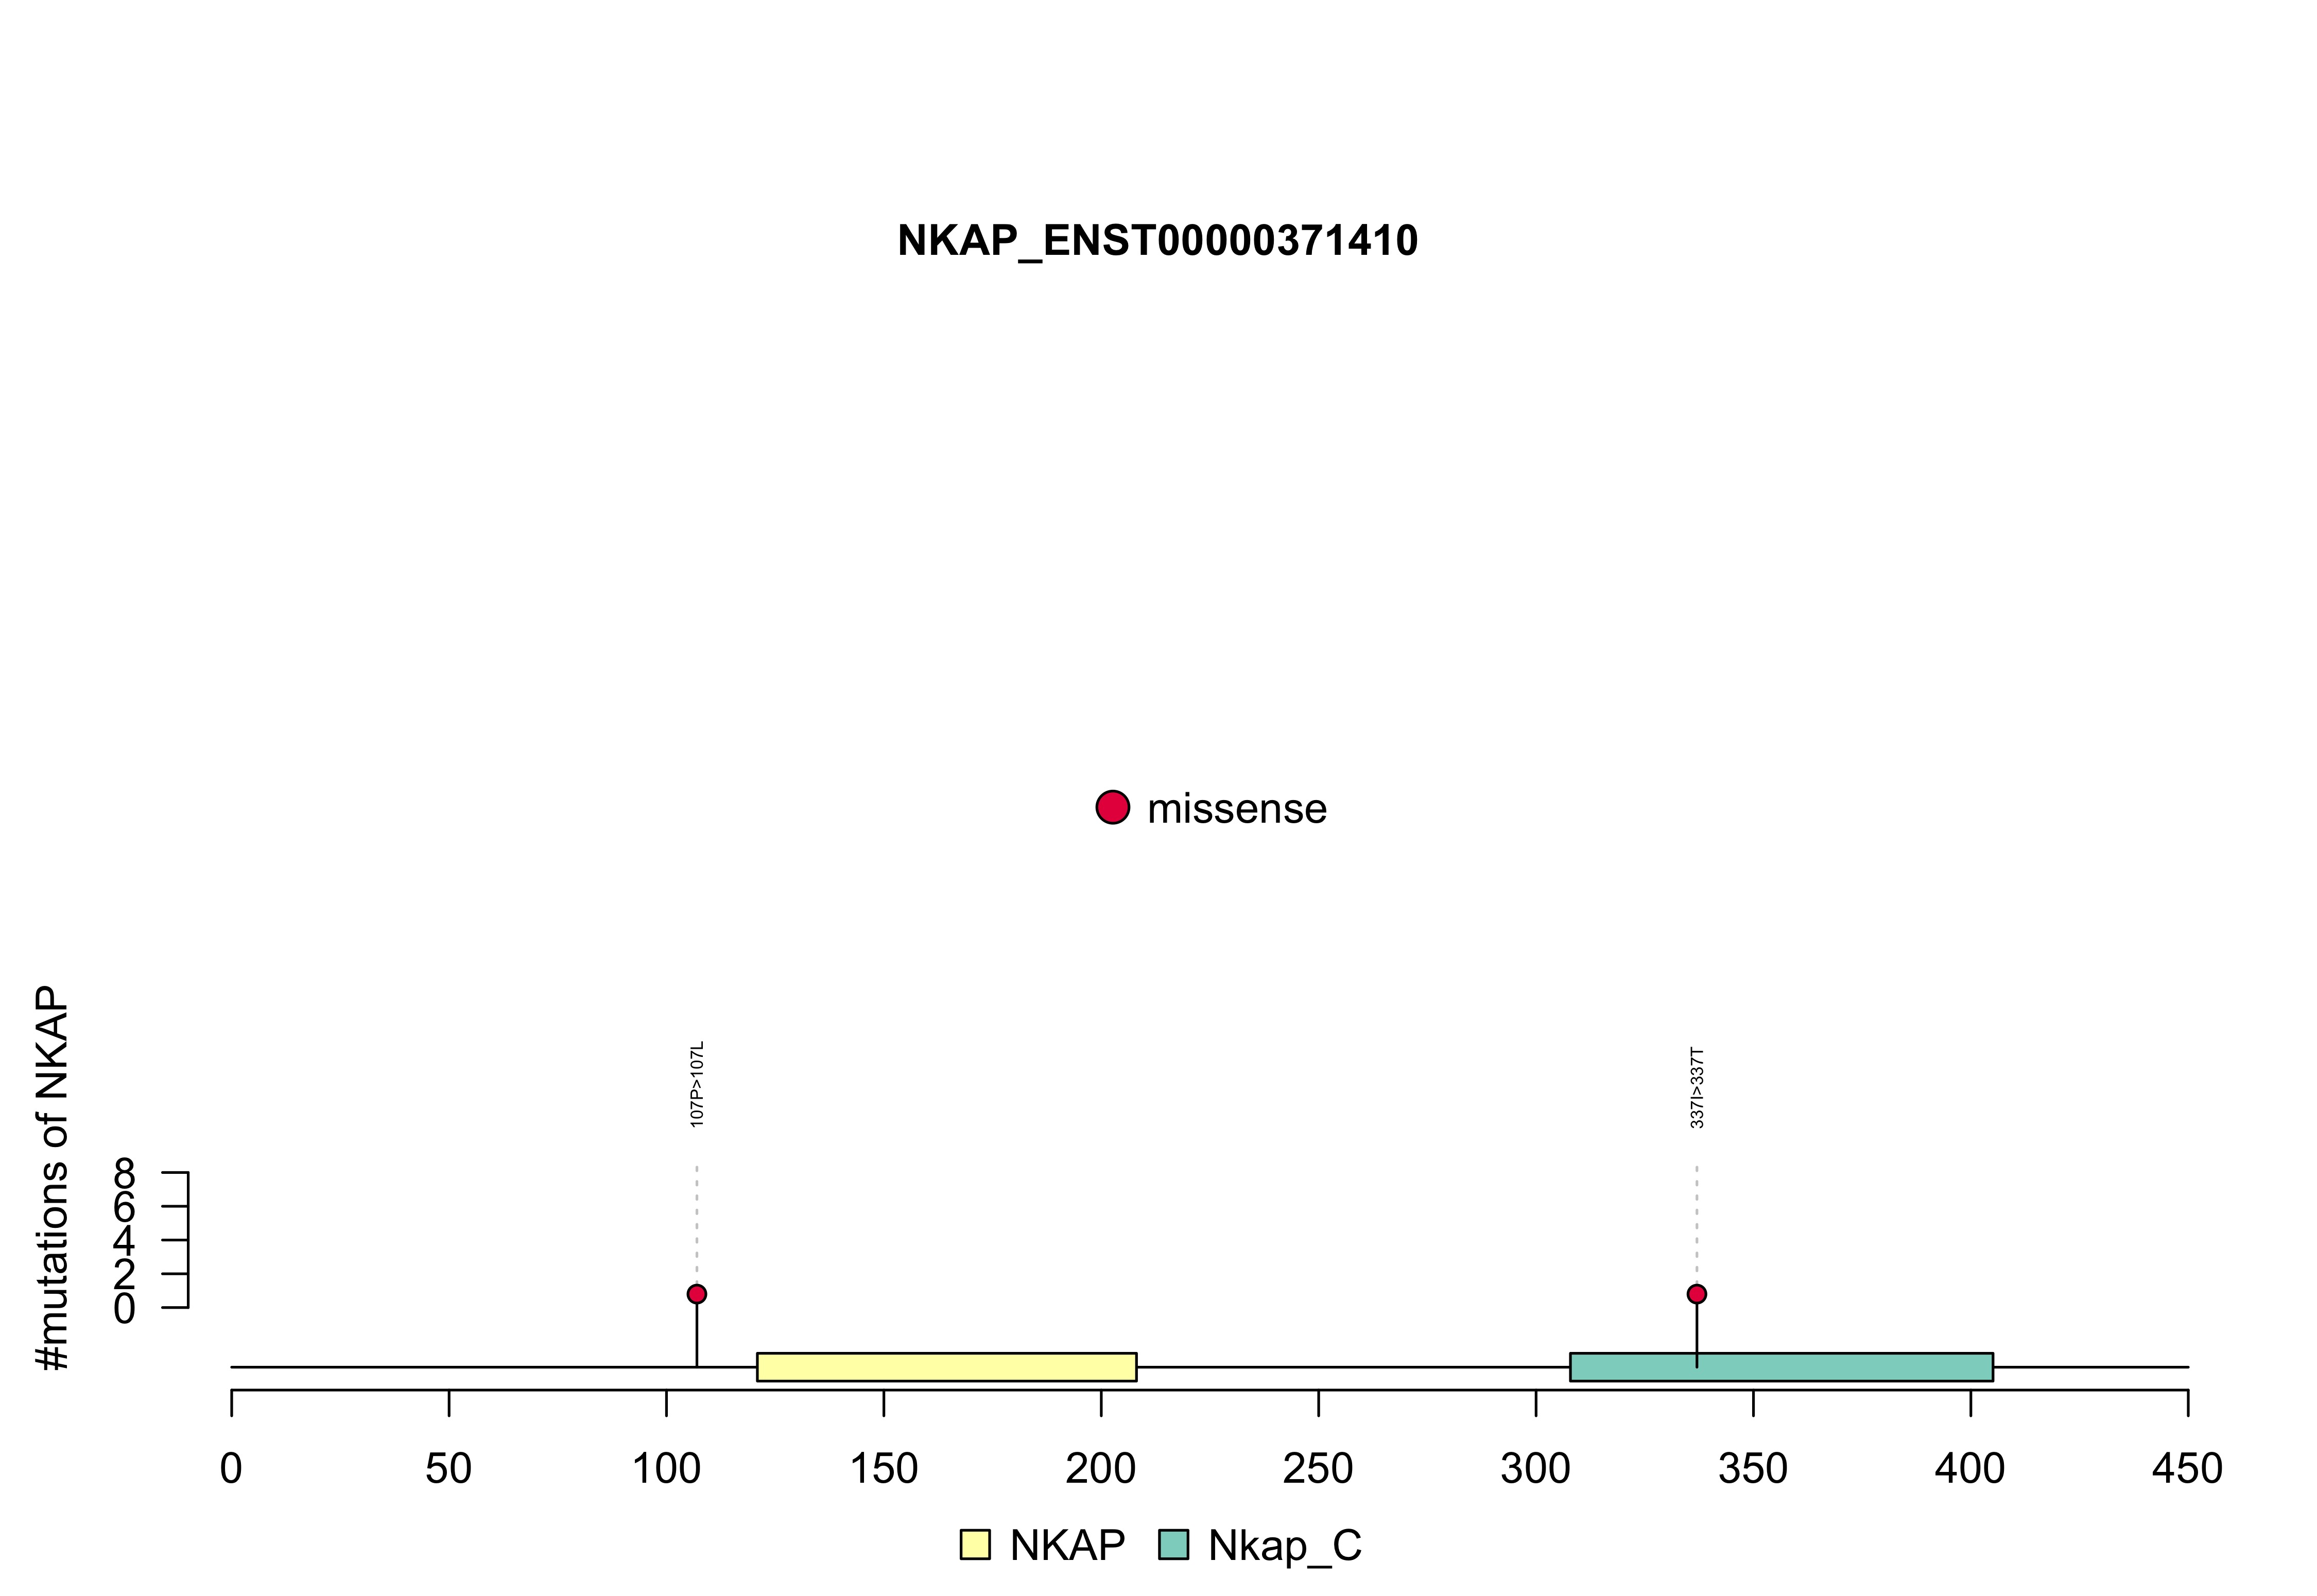 NKAP_ENST00000371410
missense
#mutations of NKAP
107P>107L
337I>337T
8
6
4
2
0
0 50 100 150 200 250 300 350 400 450
NKAP Nkap_C